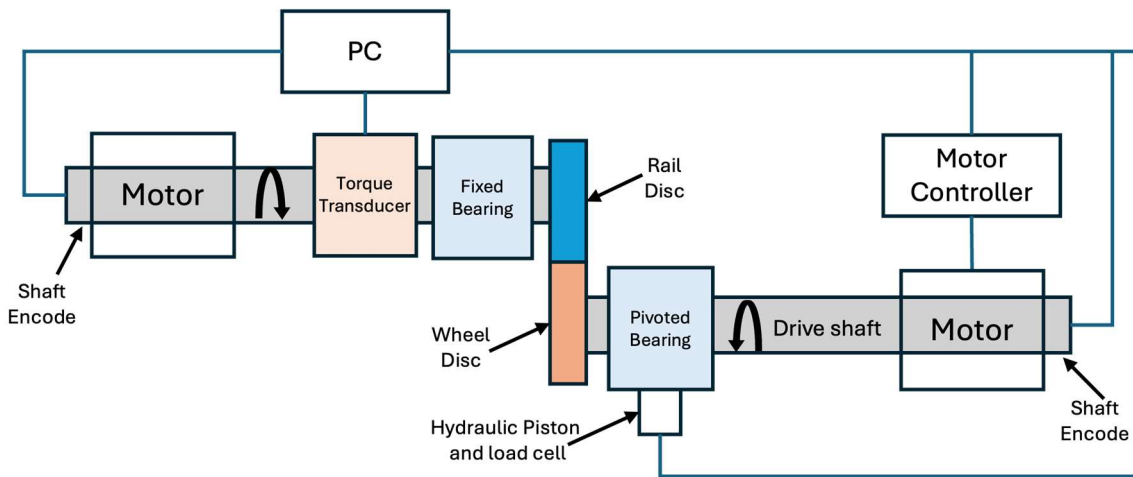 PC
Motor
Torque
Transducer
Fixed
Bearing
Rail
Disc
Motor
Controller
Shaft
Encode
Wheel
Disc
Pivoted
Bearing
Drive shaft
Motor
Hydraulic Piston
and load cell
Shaft
Encode